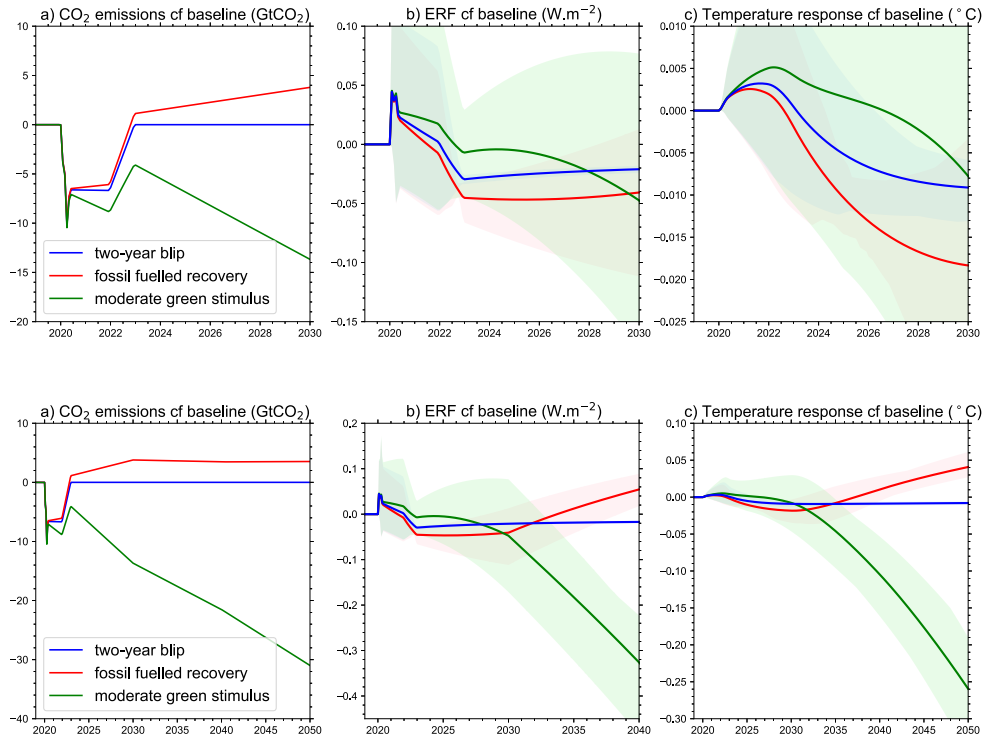 a) CO₂ emissions cf baseline (GtCO₂)
10
5
0
−5
−10
−15
−20
two-year blip
fossil fuelled recovery
moderate green stimulus
2020 2022 2024 2026 2028 2030
b) ERF cf baseline (W.m⁻²)
0.10
0.05
0.00
−0.05
−0.10
−0.15
2020 2022 2024 2026 2028 2030
c) Temperature response of baseline (°C)
0.010
0.005
0.000
−0.005
−0.010
−0.015
−0.020
−0.025
2020 2022 2024 2026 2028 2030
a) CO₂ emissions cf baseline (GtCO₂)
10
0
−10
−20
−30
−40
two-year blip
fossil fuelled recovery
moderate green stimulus
2020 2025 2030 2035 2040 2045 2050
b) ERF cf baseline (W.m⁻²)
0.2
0.1
0.0
−0.1
−0.2
−0.3
−0.4
2020 2025 2030 2035 2040
c) Temperature response cf baseline (°C)
0.10
0.05
0.00
−0.05
−0.10
−0.15
−0.20
−0.25
−0.30
2020 2025 2030 2035 2040 2045 2050